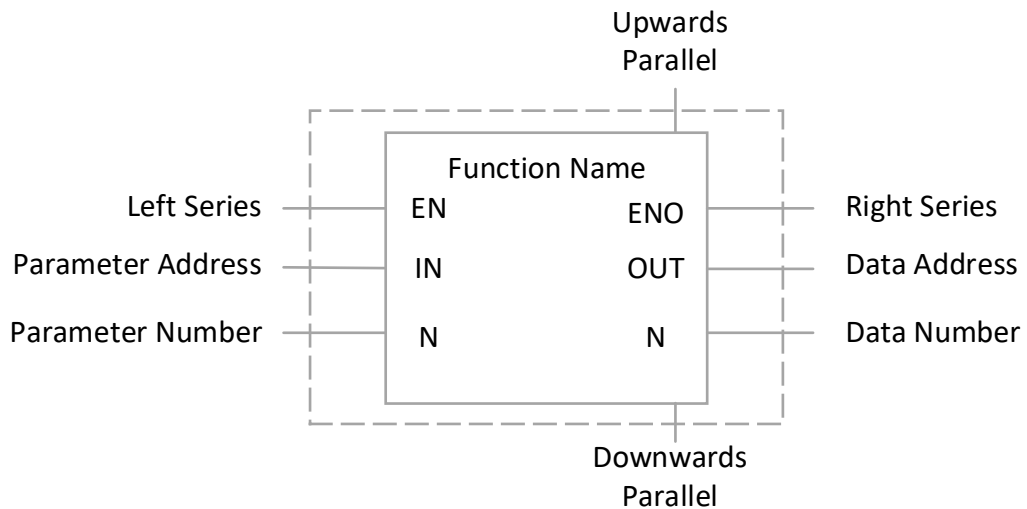 Upwards
Parallel
Function Name
Left Series
EN
ENO
Right Series
Parameter Address
IN
OUT
Data Address
Parameter Number
N
N
Data Number
Downwards
Parallel